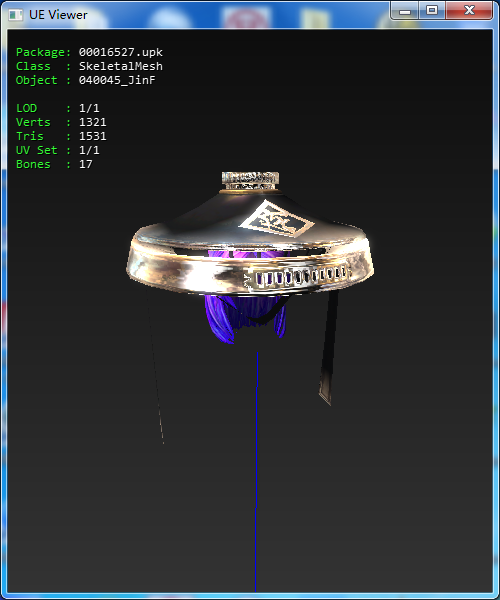 UE Viewer
Package: 00016527.upk
Class : SkeletalMesh
Object : 040045_JinF
LOD : 1/1
Verts : 1321
Tris : 1531
UV Set : 1/1
Bones : 17